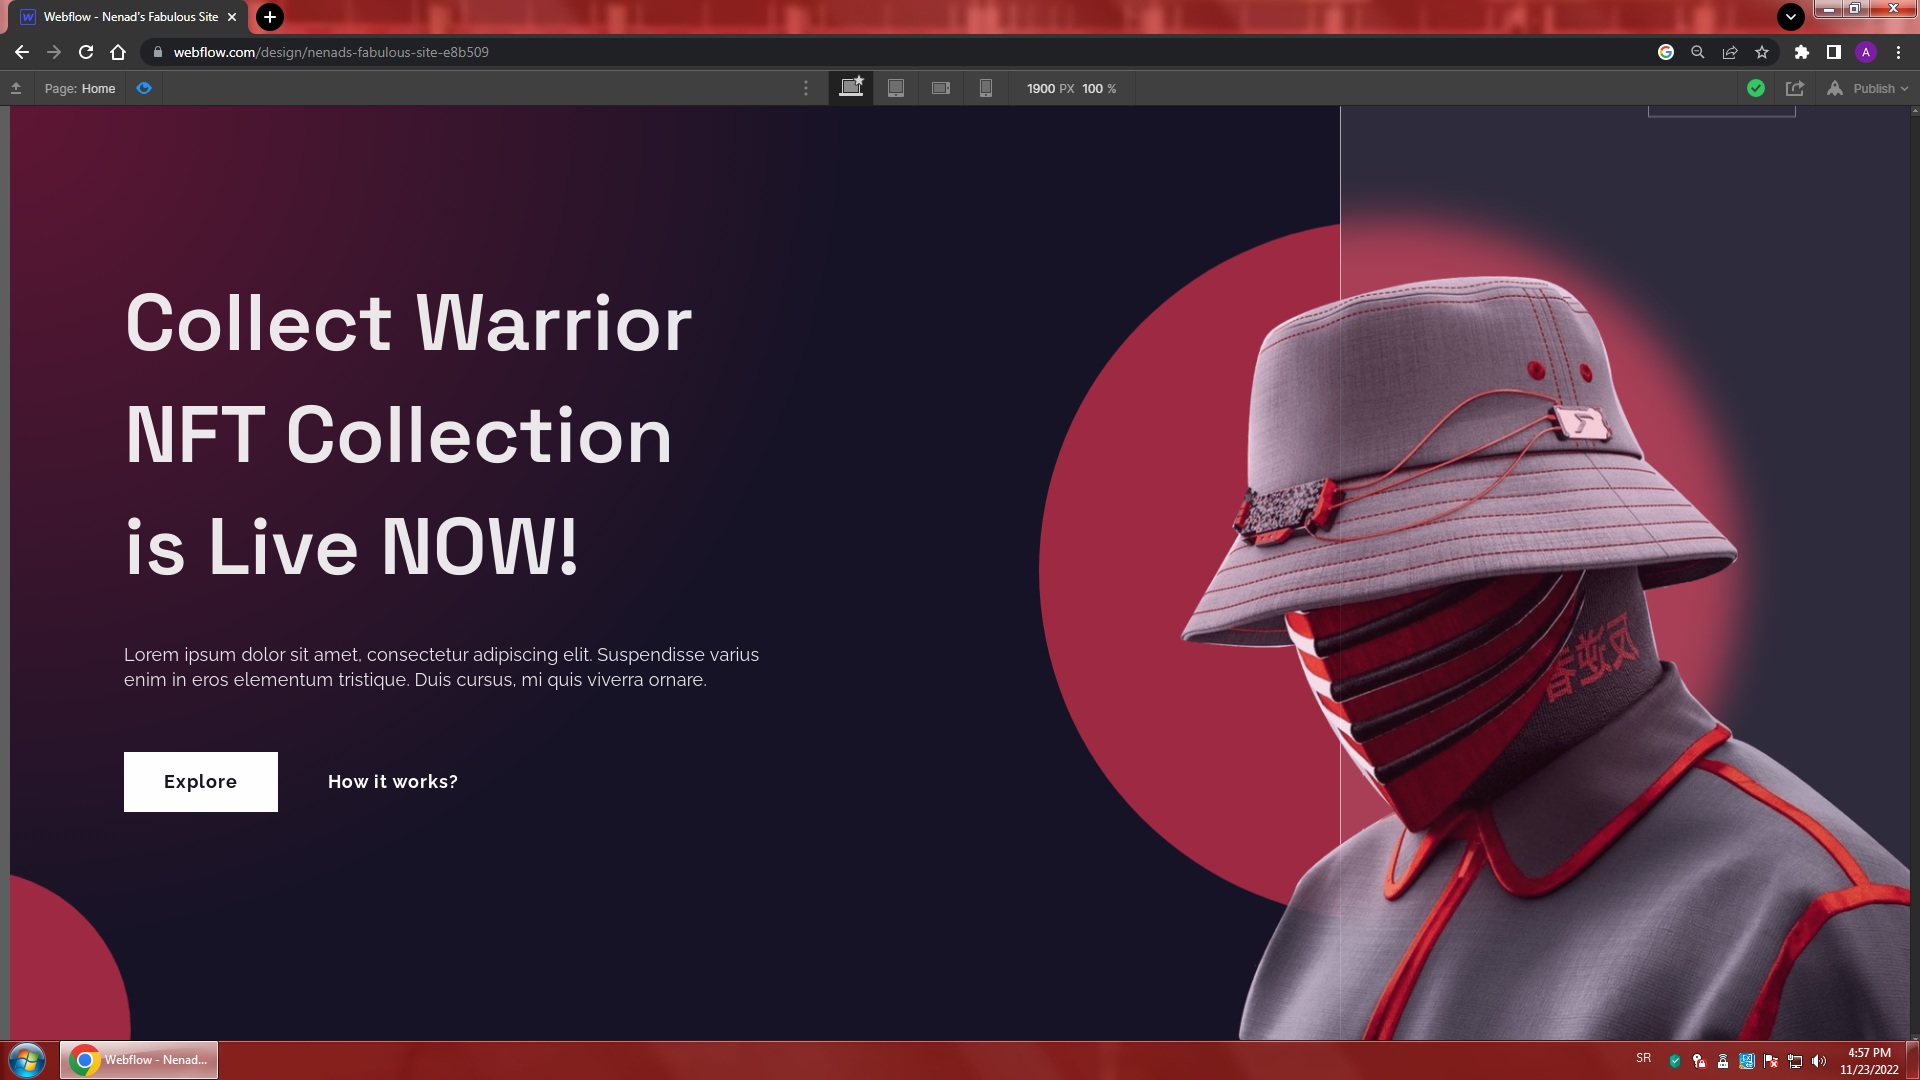 Webflow - Nenad's Fabulous Site
webflow.com/design/nenads-fabulous-site-e8b509
A
Page: Home
1900 PX 100 %
Publish
Collect Warrior
NFT Collection
is Live NOW!
Lorem ipsum dolor sit amet, consectetur adipiscing elit. Suspendisse varius
enim in eros elementum tristique. Duis cursus, mi quis viverra ornare.
Explore
How it works?
Webflow - Nenad...
SR
4:57 PM
11/23/2022